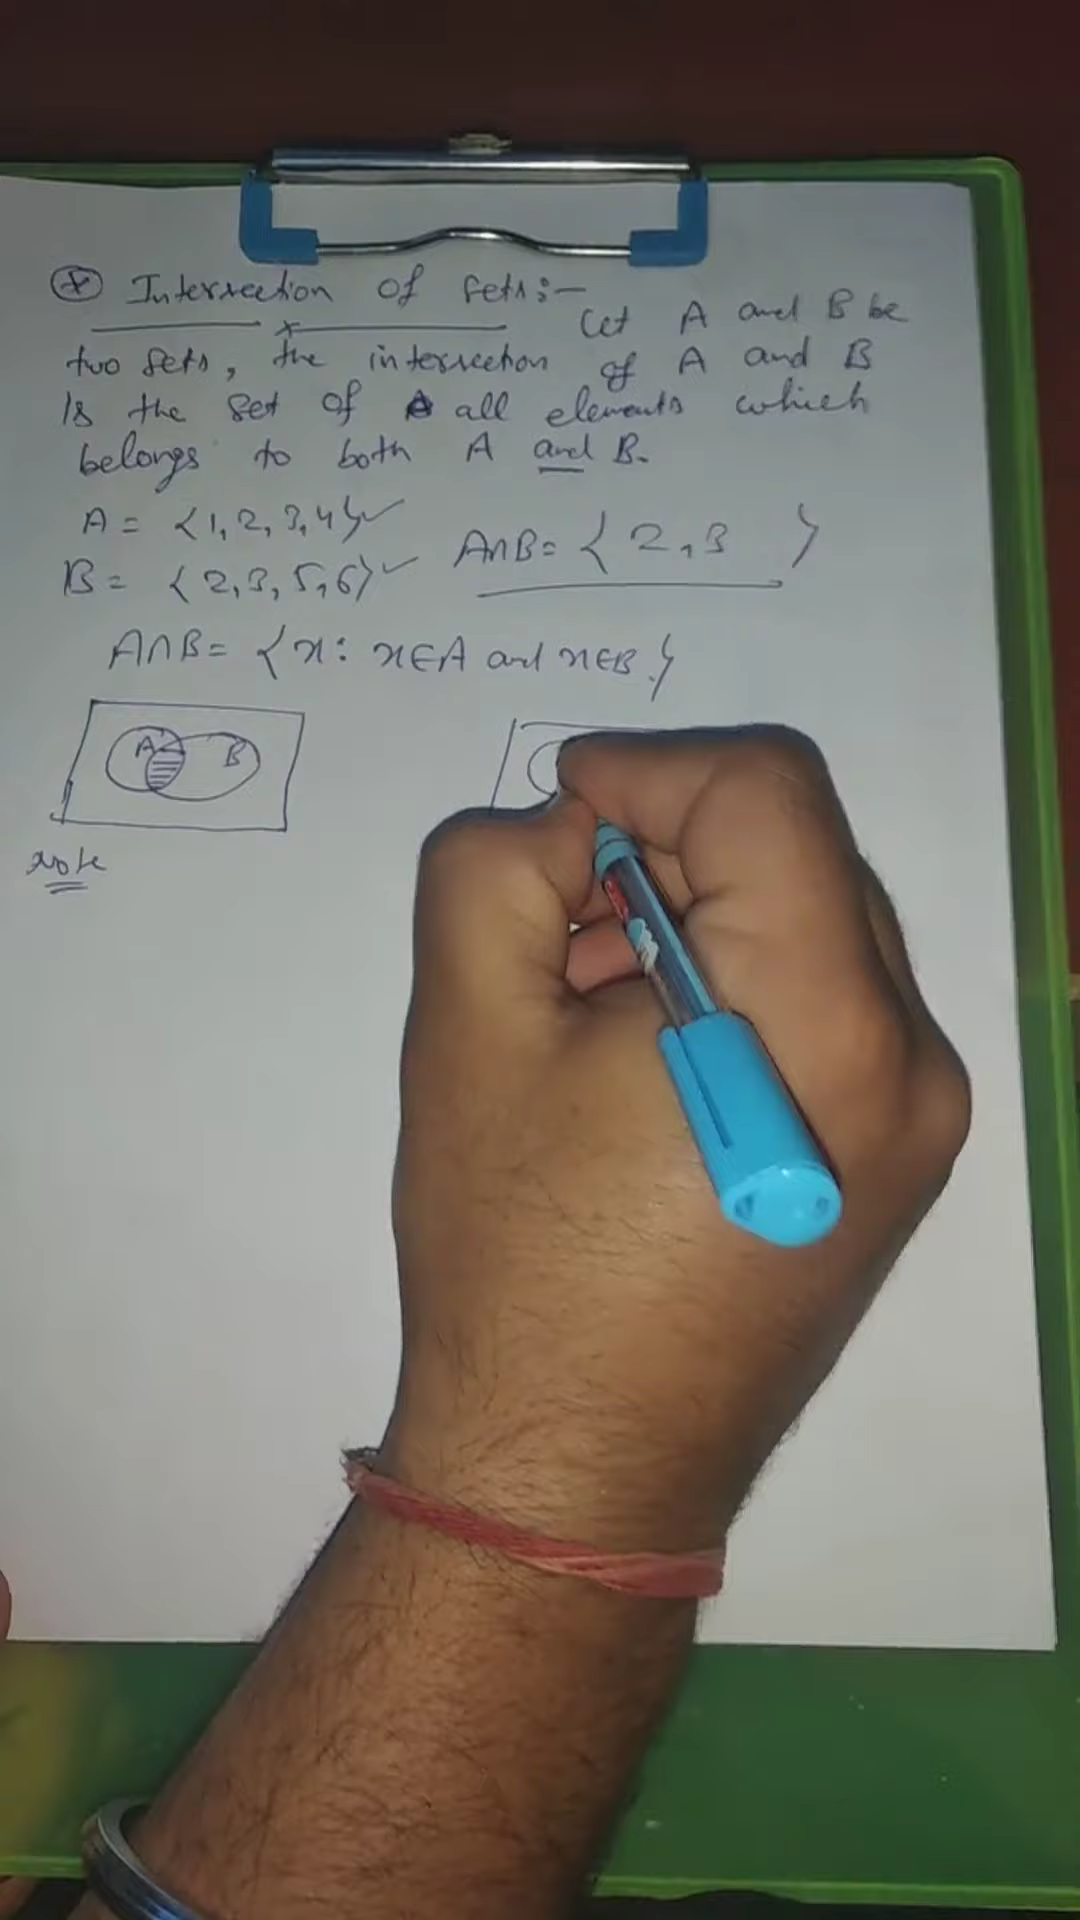 Intersection of sets:-
Let A and B be
two sets, the intersection of A and B
is the set of all elements which
belongs to both A and B.
A = {1, 2, 3, 4} ✓
B = {2, 3, 5, 6} ✓
A∩B = {2, 3 }
A∩B = {x: x∈A and x∈B.}
A B
Note